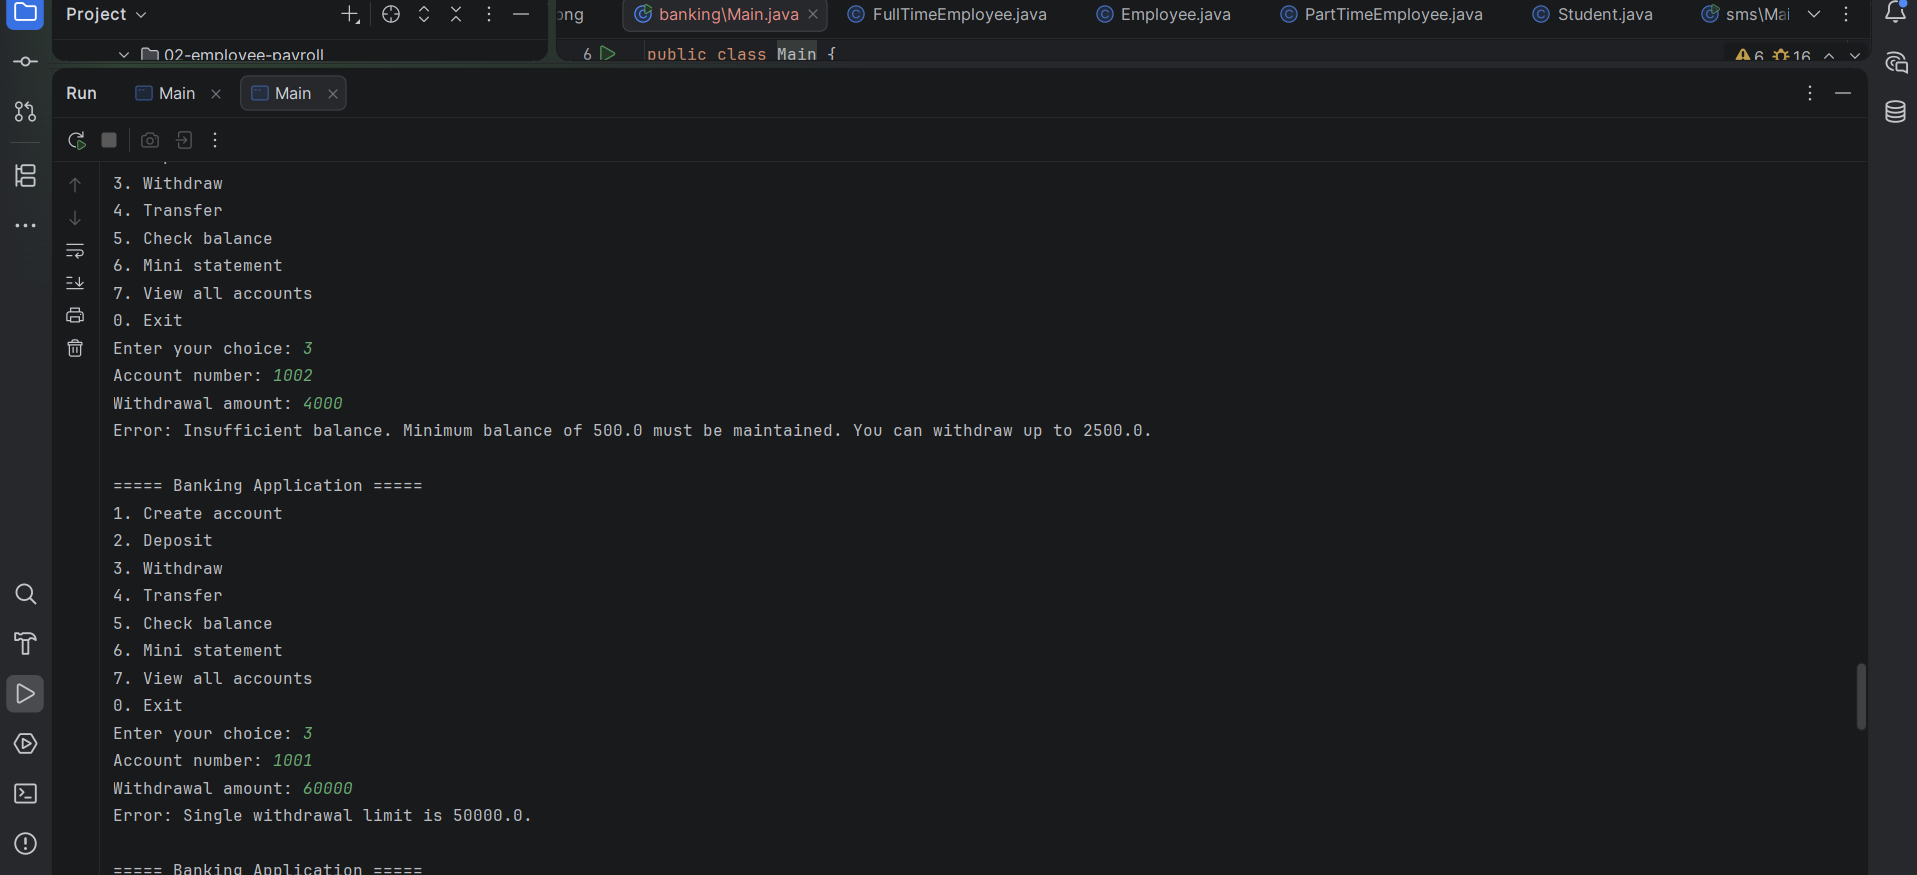 Project
ong
banking\Main.java
FullTimeEmployee.java
Employee.java
PartTimeEmployee.java
Student.java
sms\Mai
02-employee-payroll
6 public class Main {
6 16
Run Main Main
3. Withdraw
4. Transfer
5. Check balance
6. Mini statement
7. View all accounts
0. Exit
Enter your choice: 3
Account number: 1002
Withdrawal amount: 4000
Error: Insufficient balance. Minimum balance of 500.0 must be maintained. You can withdraw up to 2500.0.
===== Banking Application =====
1. Create account
2. Deposit
3. Withdraw
4. Transfer
5. Check balance
6. Mini statement
7. View all accounts
0. Exit
Enter your choice: 3
Account number: 1001
Withdrawal amount: 60000
Error: Single withdrawal limit is 50000.0.
===== Banking Application =====